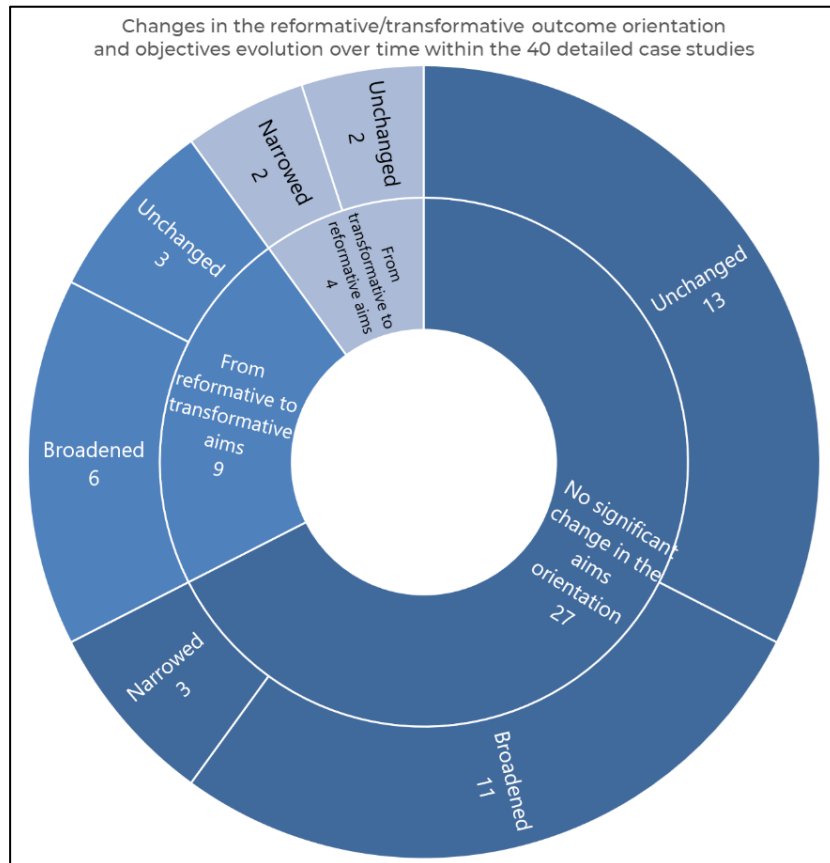 Changes in the reformative/transformative outcome orientation
and objectives evolution over time within the 40 detailed case studies
Unchanged
13
Broadened
11
Narrowed
3
No significant
change in the
aims
orientation
27
Broadened
6
Unchanged
3
From
reformative to
transformative
aims
9
Narrowed
2
Unchanged
2
From
transformative to
reformative aims
4